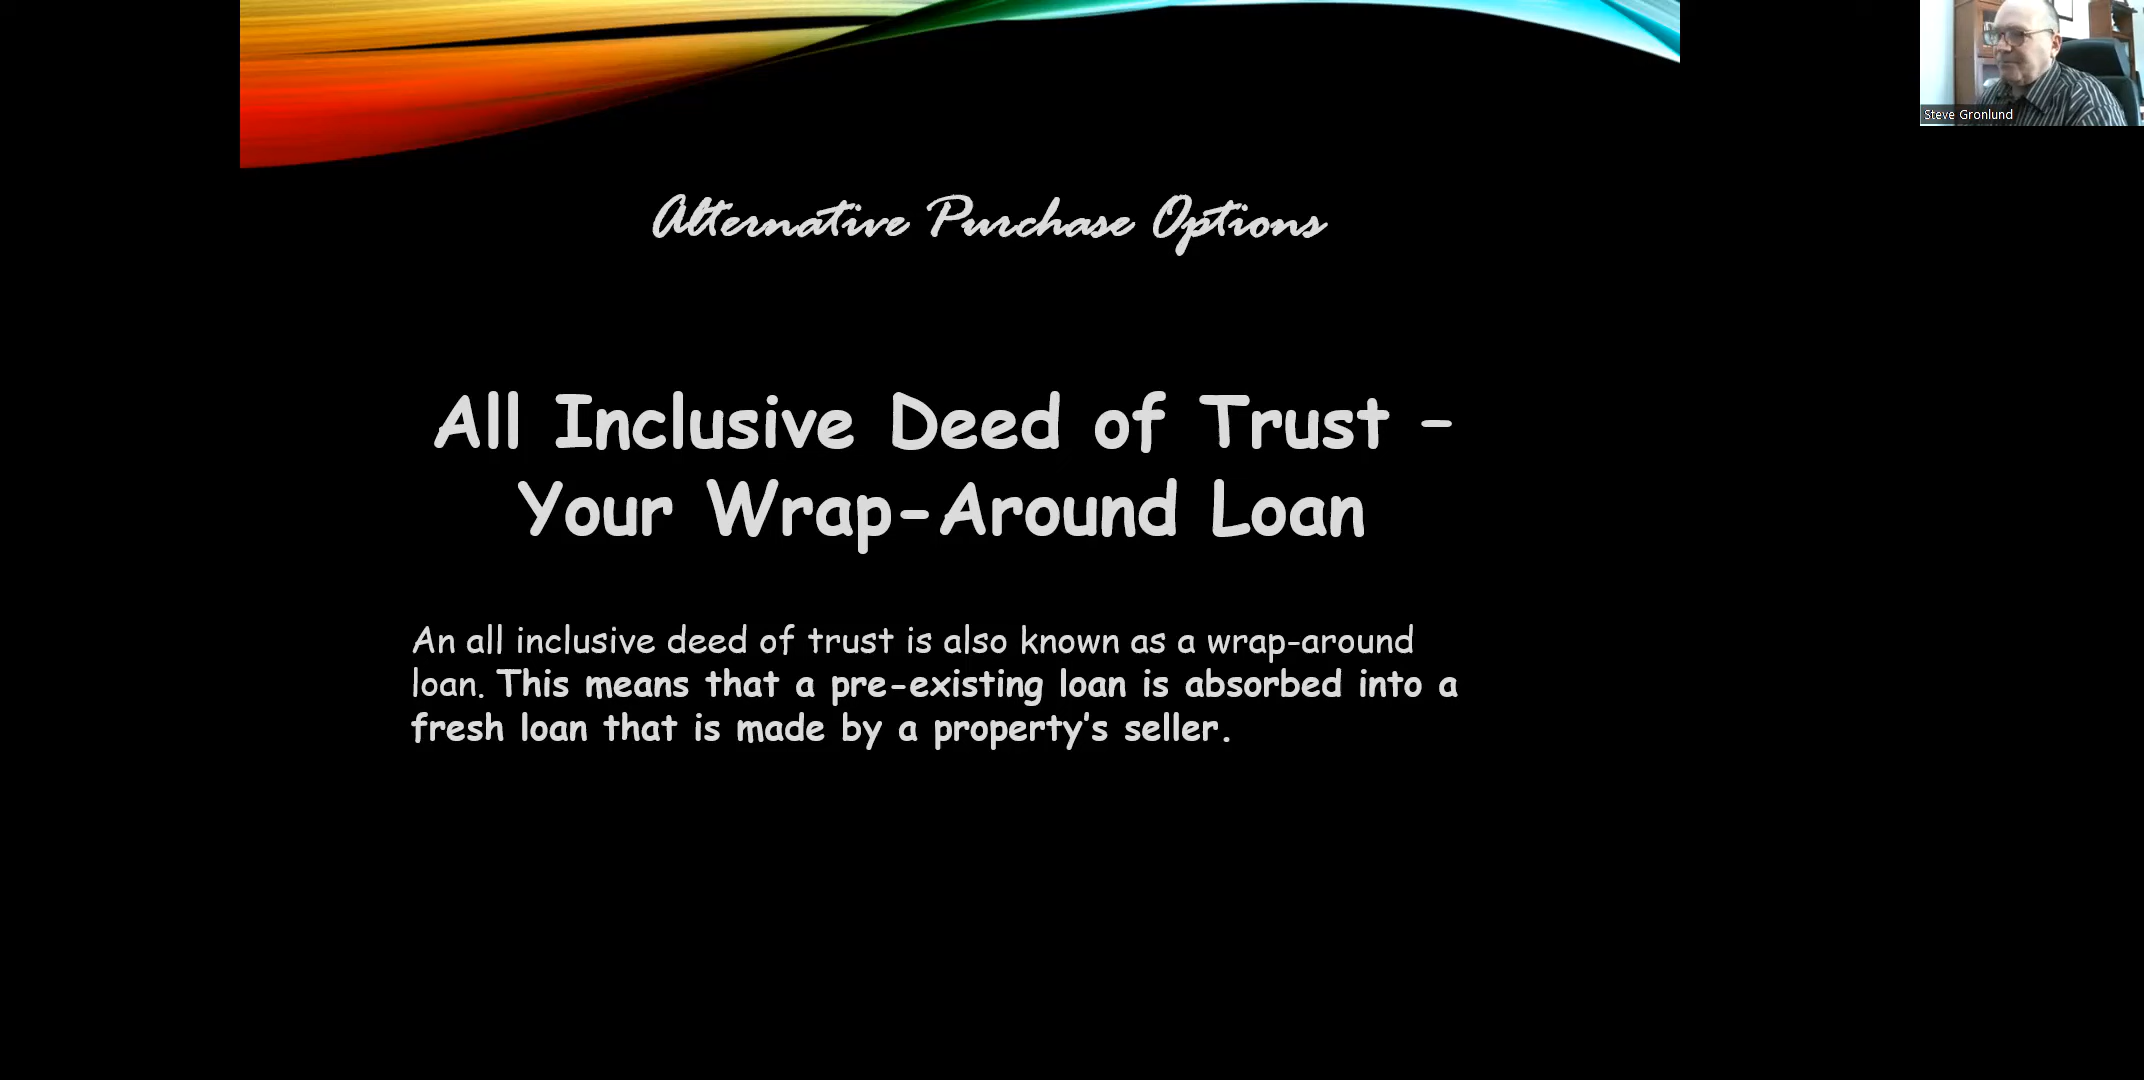 Alternative Purchase Options
All Inclusive Deed of Trust –
Your Wrap-Around Loan
An all inclusive deed of trust is also known as a wrap-around
loan. This means that a pre-existing loan is absorbed into a
fresh loan that is made by a property's seller.
Steve Gronlund